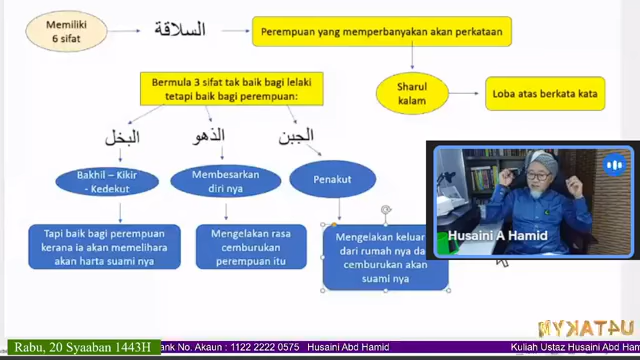 Memiliki
6 sifat
السلاقة
Perempuan yang memperbanyakan akan perkataan
Sharul
kalam
Loba atas berkata kata
Bermula 3 sifat tak baik bagi lelaki
tetapi baik bagi perempuan:
البخل
الذهو
الجبن
Bakhil – Kikir
- Kedekut
Membesarkan
diri nya
Penakut
Tapi baik bagi perempuan
kerana ia akan memelihara
akan harta suami nya
Mengelakan rasa
cemburukan
perempuan itu
Mengelakan keluar
dari rumah nya da
cemburukan akan
suami nya
Husaini A Hamid
U4TAKYN
Rabu, 20 Syaaban 1443H
ank No. Akaun : 1122 2222 0575 Husaini Abd Hamid
Kuliah Ustaz Husaini Abd Ham